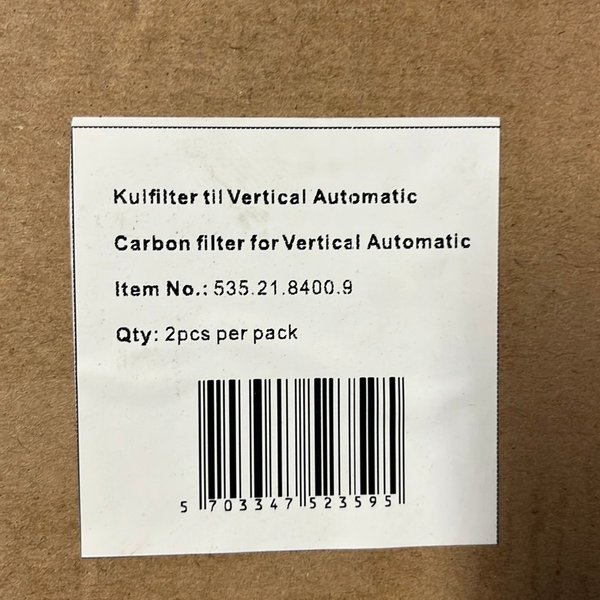 Kulfilter til Vertical Automatic
Carbon filter for Vertical Automatic
Item No.: 535.21.8400.9
Qty: 2pcs per pack
5 703347 523595